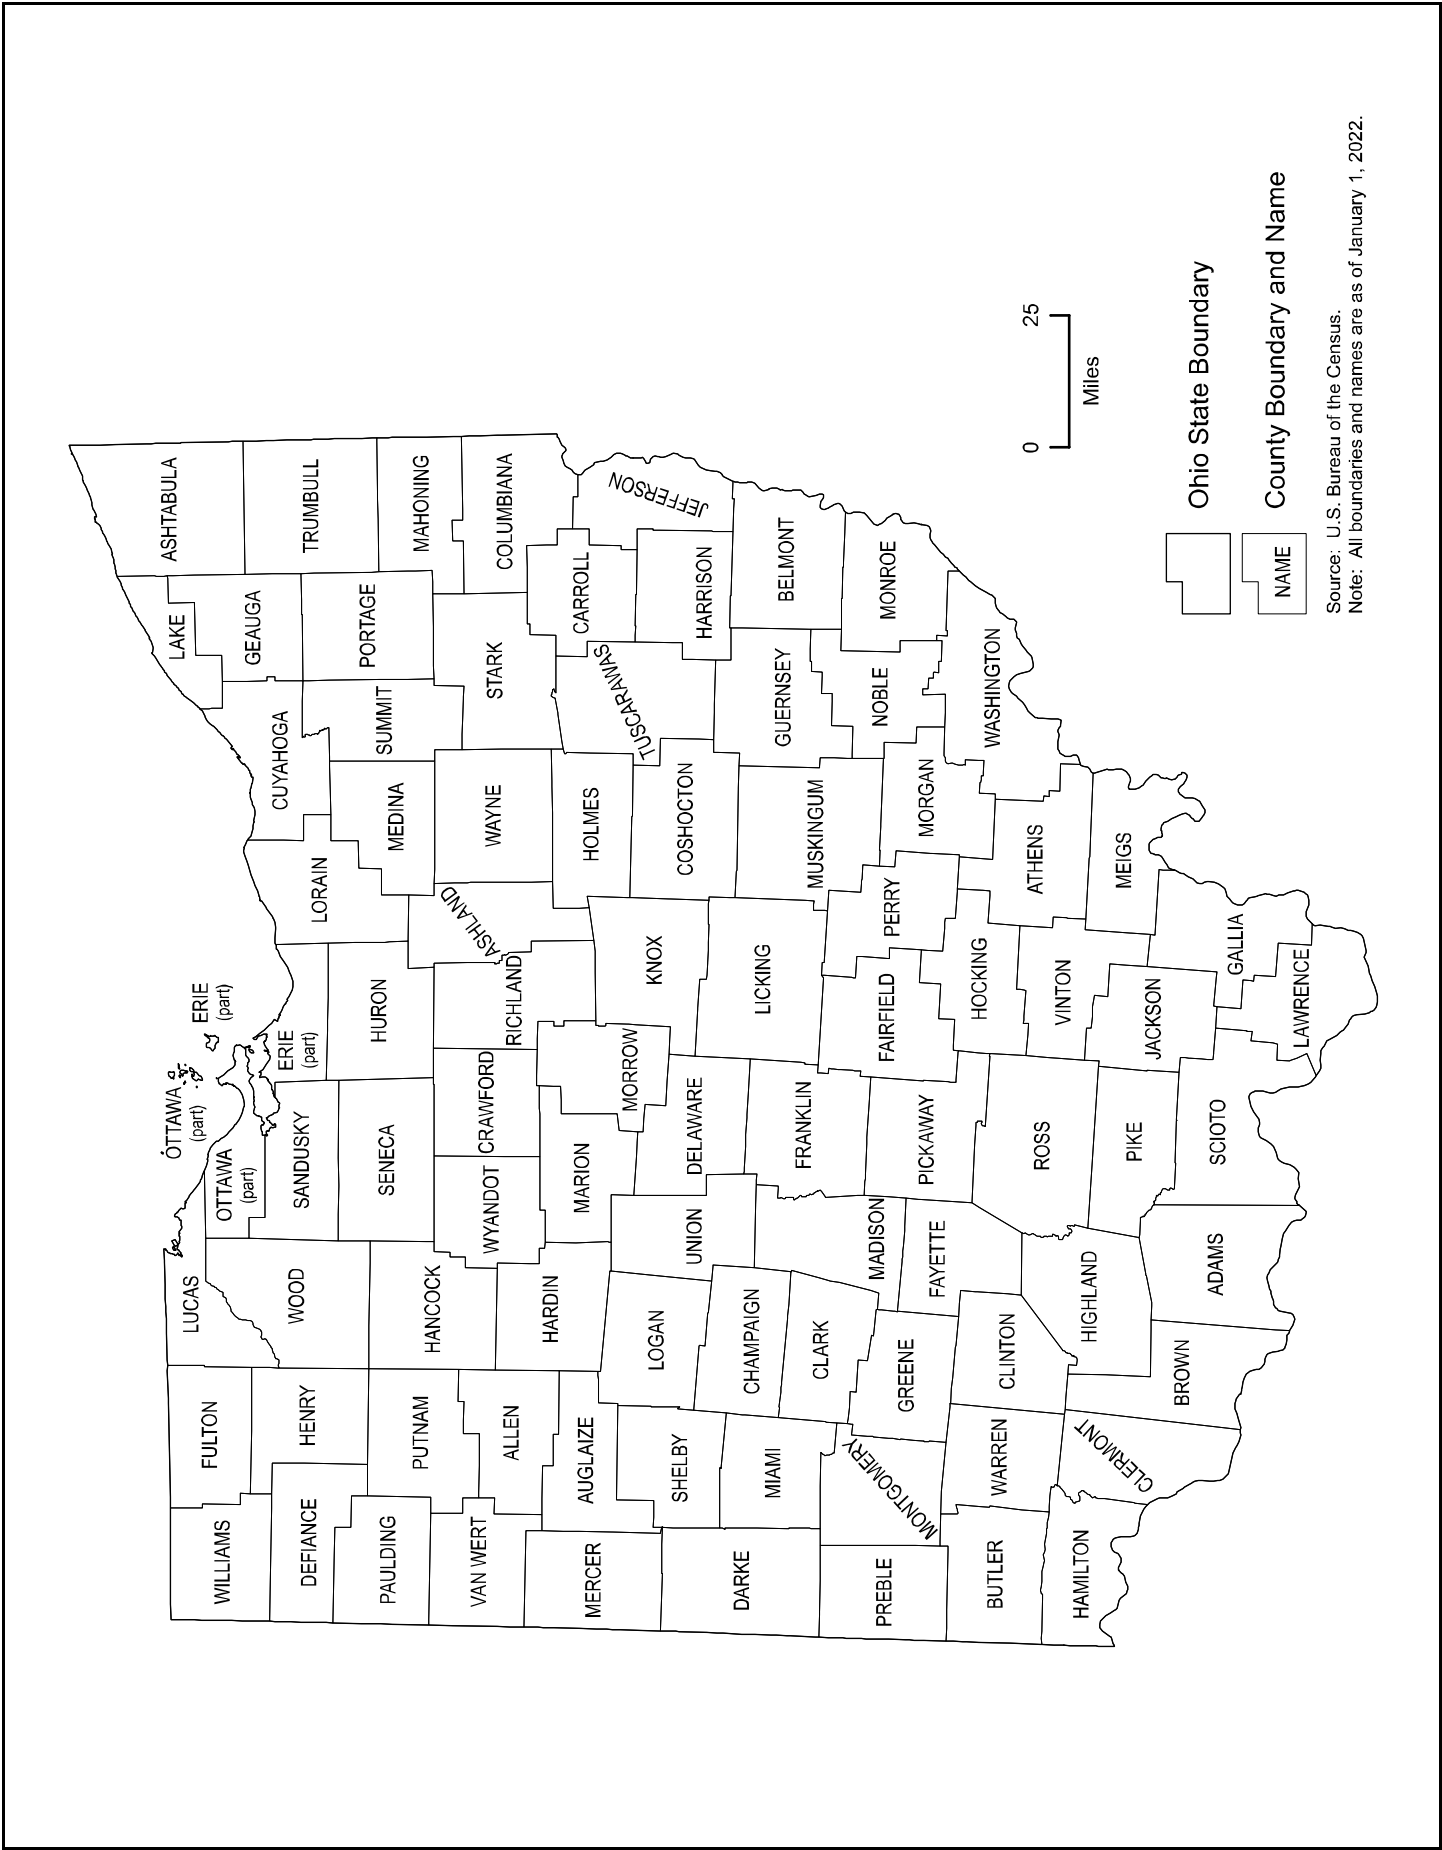 WILLIAMS
FULTON
LUCAS
OTTAWA
(part)
OTTAWA
(part)
ERIE
(part)
ERIE
(part)
LAKE
ASHTABULA
DEFIANCE
HENRY
WOOD
SANDUSKY
HURON
LORAIN
CUYAHOGA
GEAUGA
TRUMBULL
PAULDING
PUTNAM
HANCOCK
SENECA
MEDINA
SUMMIT
PORTAGE
MAHONING
VAN WERT
ALLEN
HARDIN
WYANDOT
CRAWFORD
RICHLAND
ASHLAND
WAYNE
STARK
COLUMBIANA
MERCER
AUGLAIZE
LOGAN
MARION
MORROW
KNOX
HOLMES
TUSCARAWAS
CARROLL
JEFFERSON
DARKE
SHELBY
CHAMPAIGN
UNION
DELAWARE
LICKING
COSHOCTON
HARRISON
MIAMI
CLARK
FRANKLIN
MUSKINGUM
GUERNSEY
BELMONT
PREBLE
MONTGOMERY
GREENE
MADISON
PICKAWAY
FAIRFIELD
PERRY
MORGAN
NOBLE
MONROE
BUTLER
WARREN
CLINTON
FAYETTE
ROSS
HOCKING
ATHENS
WASHINGTON
HAMILTON
CLERMONT
BROWN
HIGHLAND
ADAMS
PIKE
SCIOTO
VINTON
JACKSON
MEIGS
GALLIA
LAWRENCE
0 25
Miles
Ohio State Boundary
NAME County Boundary and Name
Source: U.S. Bureau of the Census.
Note: All boundaries and names are as of January 1, 2022.